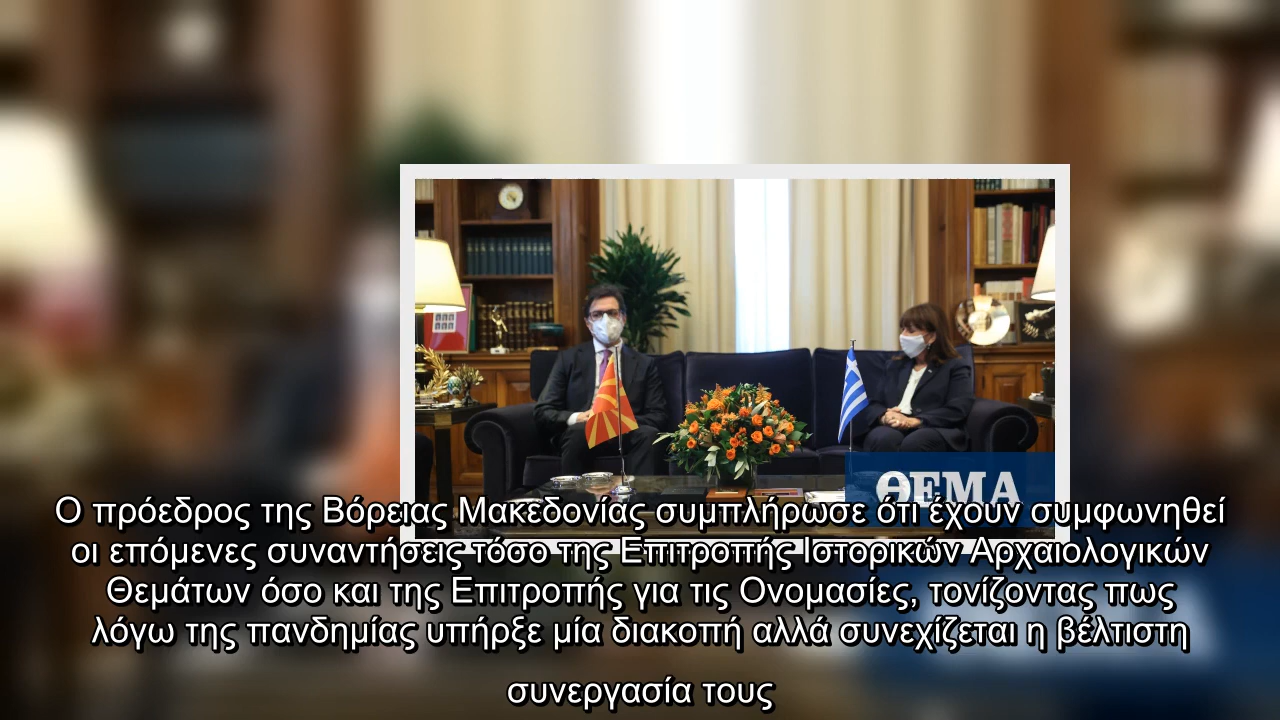 ΘΕΜΑ
Ο πρόεδρος της Βόρειας Μακεδονίας συμπλήρωσε ότι έχουν συμφωνηθεί
οι επόμενες συναντήσεις τόσο της Επιτροπής Ιστορικών Αρχαιολογικών
Θεμάτων όσο και της Επιτροπής για τις Ονομασίες, τονίζοντας πως
λόγω της πανδημίας υπήρξε μία διακοπή αλλά συνεχίζεται η βέλτιστη
συνεργασία τους